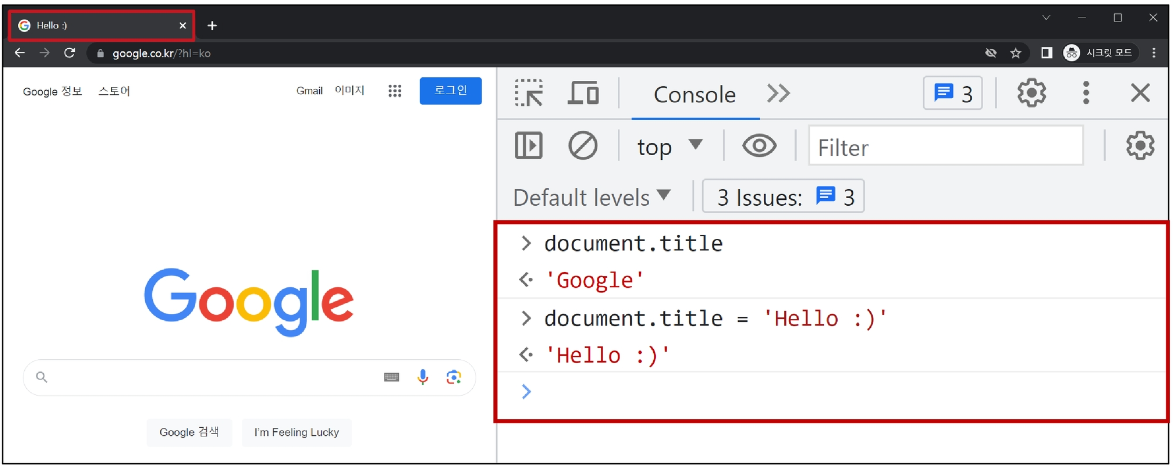 Hello :)
google.co.kr/?hl=ko
시크릿 모드
Google 정보 스토어
Gmail 이미지 로그인
Google
Google 검색 I'm Feeling Lucky
Console 3
top Filter
Default levels 3 Issues: 3
> document.title
<· 'Google'
> document.title = 'Hello :)'
<· 'Hello :)'
>